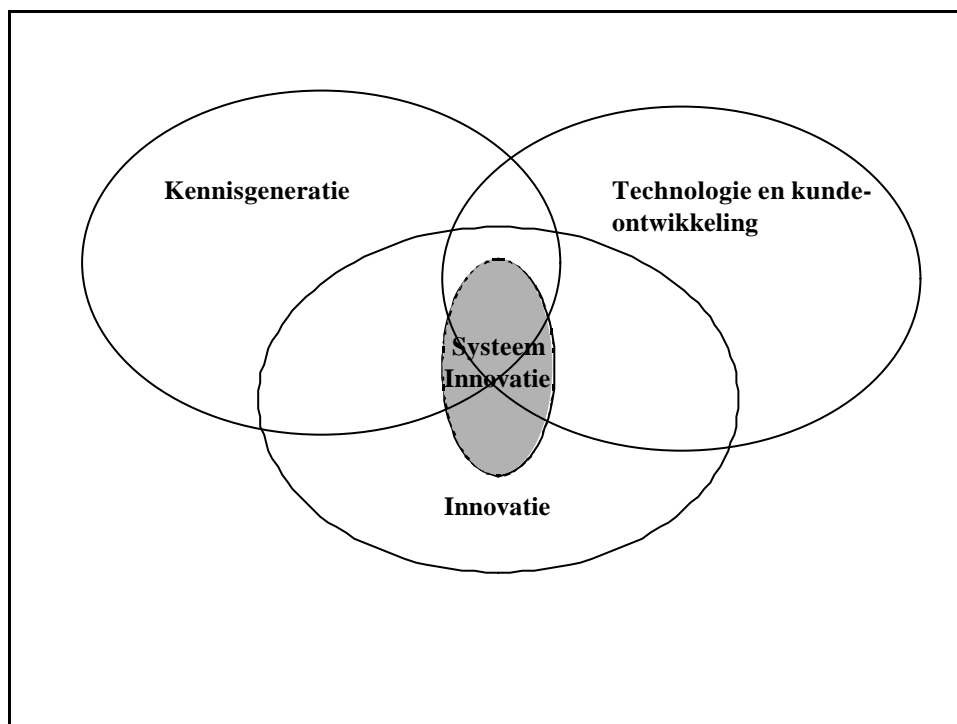 Kennisgeneratie
Technologie en kunde-
ontwikkeling
Systeem
Innovatie
Innovatie